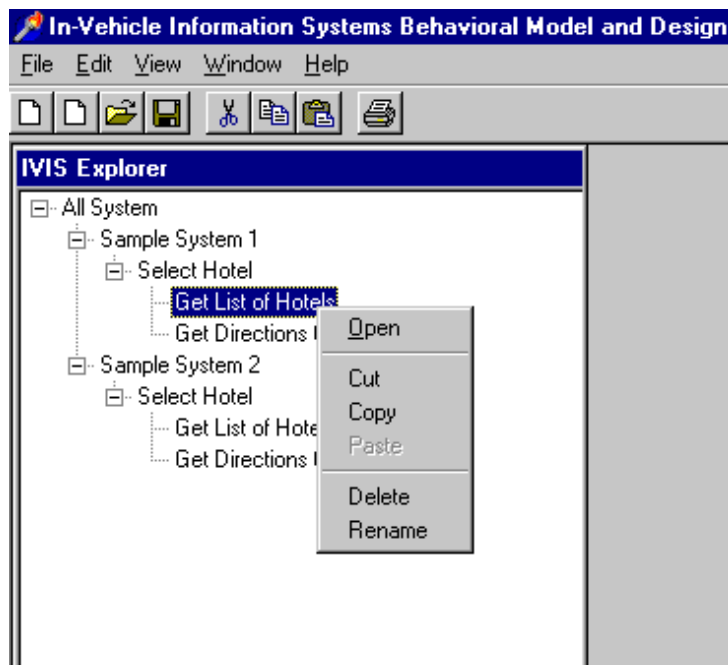 In-Vehicle Information Systems Behavioral Model and Design
File Edit View Window Help
IVIS Explorer
All System
Sample System 1
Select Hotel
Get List of Hotels
Get Directions
Sample System 2
Select Hotel
Get List of Hote
Get Directions
Open
Cut
Copy
Paste
Delete
Rename